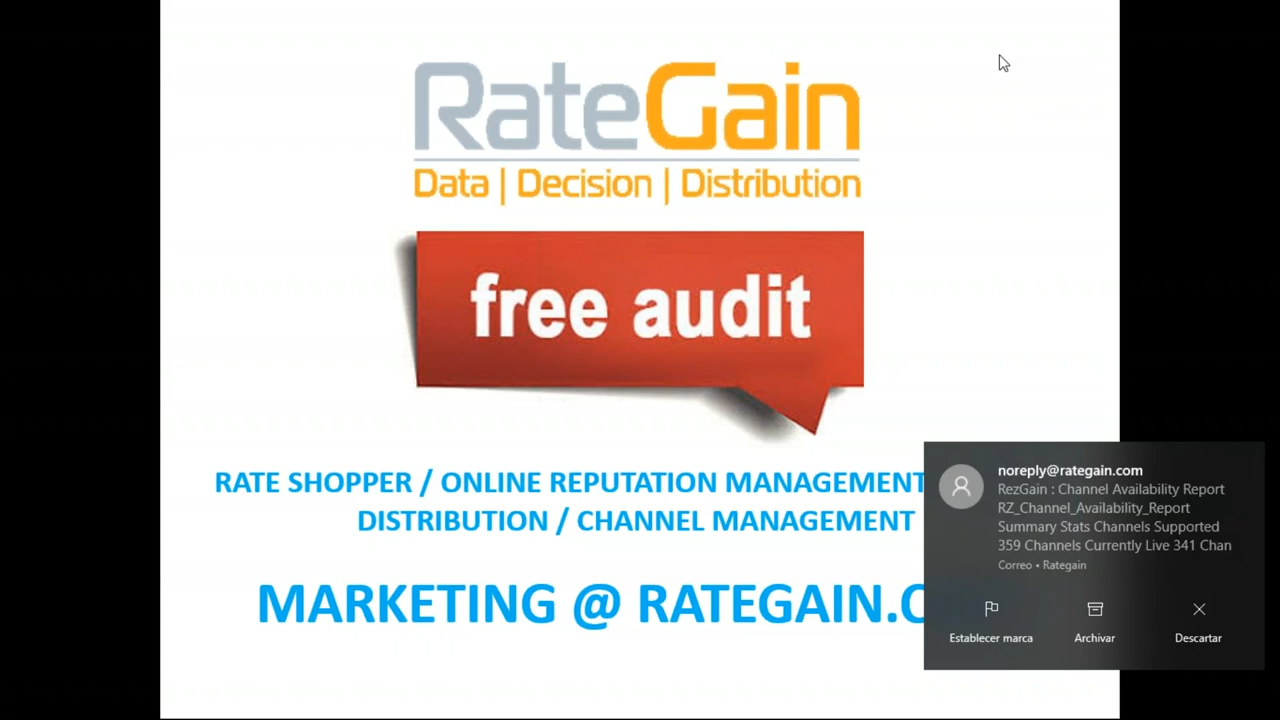 RateGain
Data | Decision | Distribution
free audit
RATE SHOPPER / ONLINE REPUTATION MANAGEMENT
DISTRIBUTION / CHANNEL MANAGEMENT
MARKETING @ RATEGAIN.C
noreply@rategain.com
RezGain : Channel Availability Report
RZ_Channel_Availability_Report
Summary Stats Channels Supported
359 Channels Currently Live 341 Chan
Correo • Rategain
Establecer marca
Archivar
Descartar